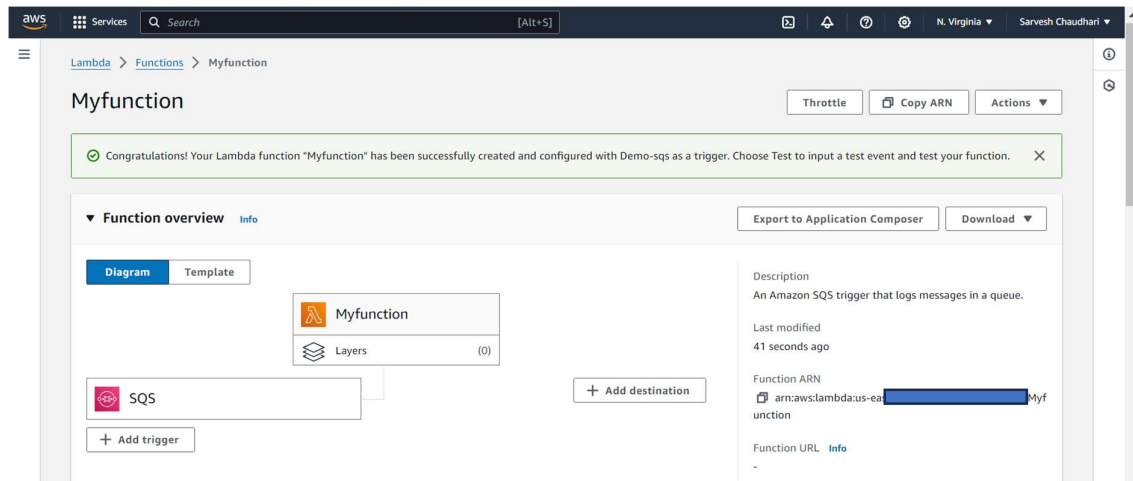 aws Services Search [Alt+S] N. Virginia ▼ Sarvesh Chaudhari ▼
Lambda > Functions > Myfunction
Myfunction
Throttle Copy ARN Actions ▼
Congratulations! Your Lambda function "Myfunction" has been successfully created and configured with Demo-sqs as a trigger. Choose Test to input a test event and test your function.
▼ Function overview Info
Export to Application Composer Download ▼
Diagram Template
Myfunction
Layers (0)
SQS
+ Add trigger
+ Add destination
Description
An Amazon SQS trigger that logs messages in a queue.
Last modified
41 seconds ago
Function ARN
arn:aws:lambda:us-eas Myf
unction
Function URL Info
-